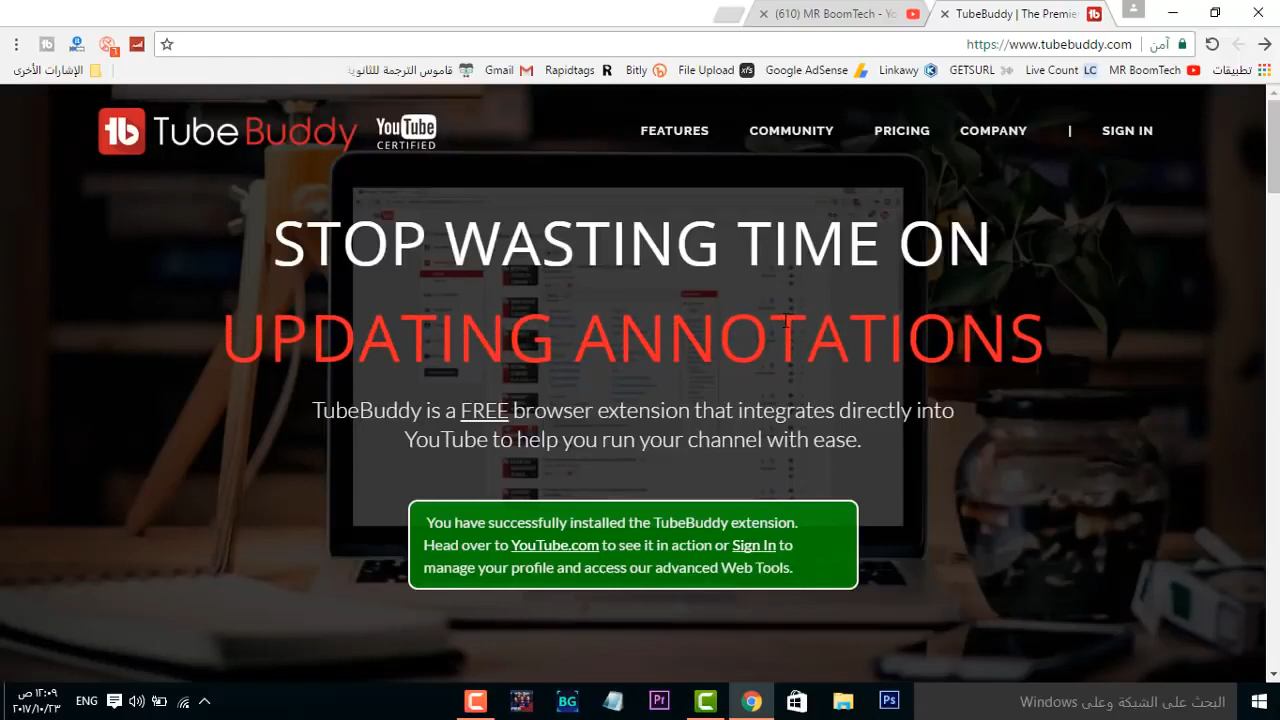 (610) MR BoomTech - Yo
TubeBuddy | The Premie
https://www.tubebuddy.com
آمن
تطبيقات
MR BoomTech
Live Count
GETSURL
Linkawy
Google AdSense
File Upload
Bitly
Rapidtags
Gmail
قاموس الترجمة للثانوية
الإشارات الأخرى
TubeBuddy
YouTube
CERTIFIED
FEATURES
COMMUNITY
PRICING
COMPANY
|
SIGN IN
STOP WASTING TIME ON
UPDATING ANNOTATIONS
TubeBuddy is a FREE browser extension that integrates directly into
YouTube to help you run your channel with ease.
You have successfully installed the TubeBuddy extension.
Head over to YouTube.com to see it in action or Sign In to
manage your profile and access our advanced Web Tools.
البحث على الشبكة وعلى Windows
ENG
١٢:٠٩ ص
٢٠١٧/١٠/٢٣